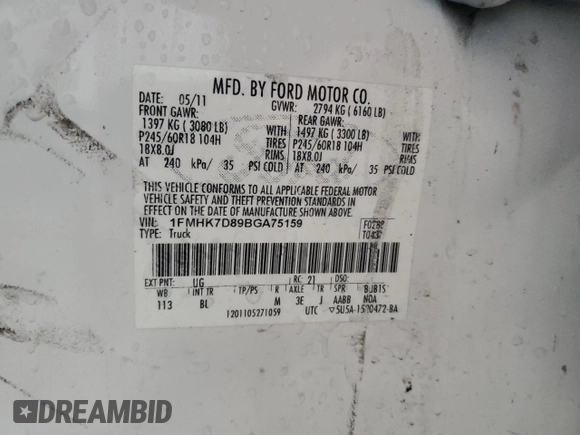 MFD. BY FORD MOTOR CO.
DATE: 05/11 GVWR: 2794 KG (6160 LB)
FRONT GAWR: REAR GAWR:
1397 KG (3080 LB) WITH 1497 KG (3300 LB) WITH
P245/60R18 104H TIRES P245/60R18 104H TIRES
18X8.0J RIMS 18X8.0J RIMS
AT 240 kPa/ 35 PSI COLD AT 240 kPa/ 35 PSI COLD
THIS VEHICLE CONFORMS TO ALL APPLICABLE FEDERAL MOTOR
VEHICLE SAFETY AND THEFT PREVENTION STANDARDS IN EFFECT
ON THE DATE OF MANUFACTURE SHOWN ABOVE.
VIN: 1FMHK7D89BGA75159
TYPE: Truck
EXT PNT: UG RC: 21 DSO:
WB INT TR TP/PS R AXLE TR SPR
113 BL M 3E J AABB
1201105271059 UTC
DREAMBID